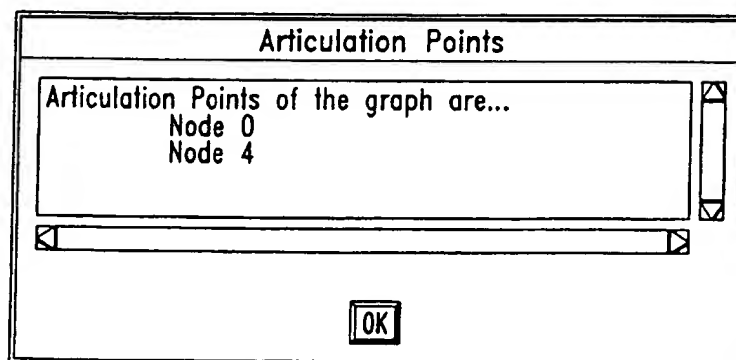 Articulation Points
Articulation Points of the graph are...
Node 0
Node 4
OK